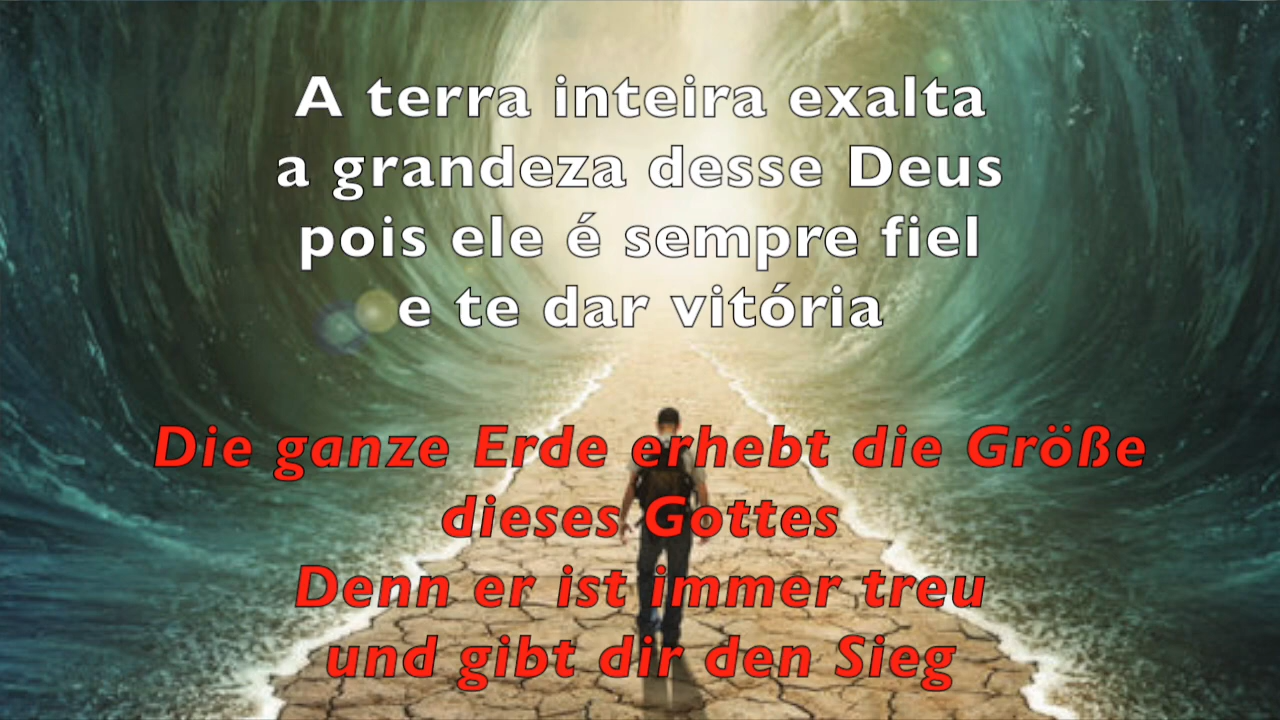 A terra inteira exalta
a grandeza desse Deus
pois ele é sempre fiel
e te dar vitória
Die ganze Erde erhebt die Größe
dieses Gottes
Denn er ist immer treu
und gibt dir den Sieg